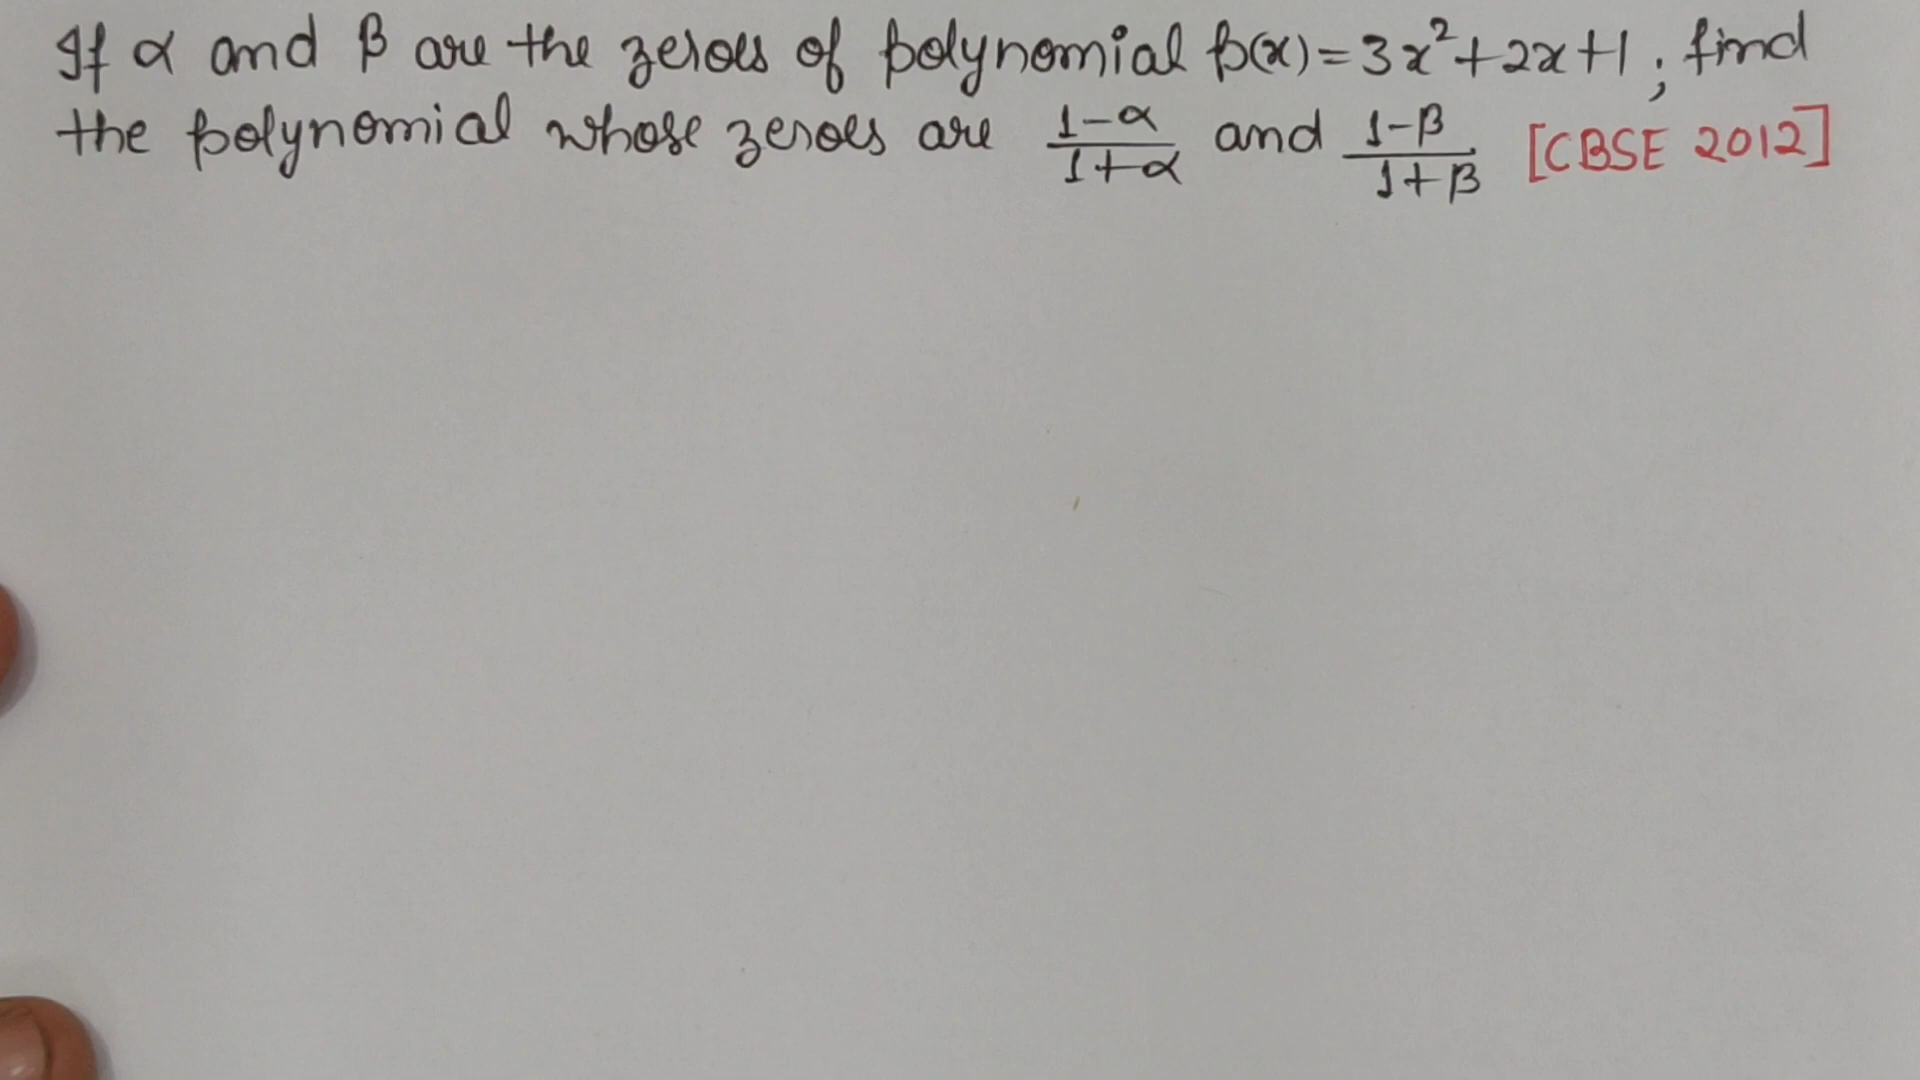 If α and β are the zeroes of polynomial p(x)=3x²+2x+1; find
the polynomial whose zeroes are (1-α)/(1+α) and (1-β)/(1+β) [CBSE 2012]